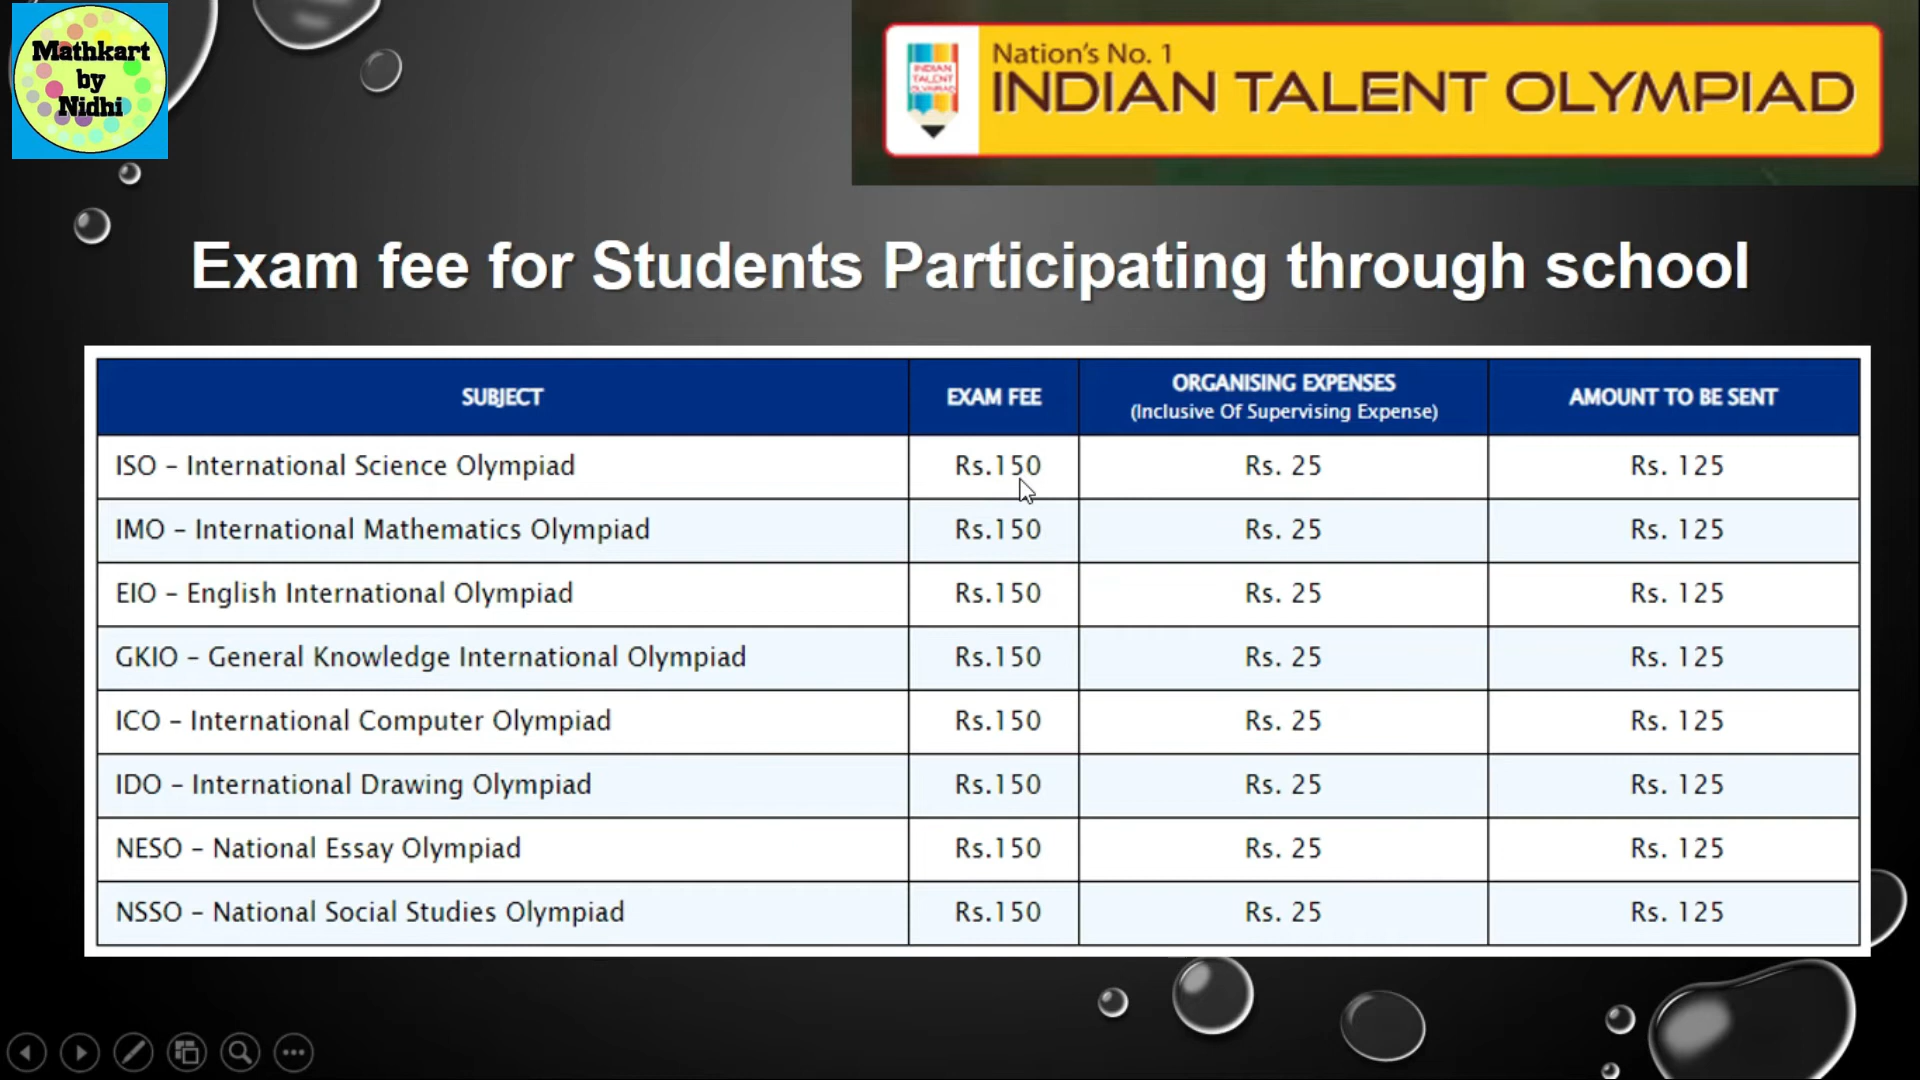 Mathkart
by
Nidhi
INDIAN
TALENT
OLYMPIAD
Nation's No. 1
INDIAN TALENT OLYMPIAD
Exam fee for Students Participating through school
SUBJECT EXAM FEE ORGANISING EXPENSES (Inclusive Of Supervising Expense) AMOUNT TO BE SENT
ISO – International Science Olympiad Rs.150 Rs. 25 Rs. 125
IMO – International Mathematics Olympiad Rs.150 Rs. 25 Rs. 125
EIO – English International Olympiad Rs.150 Rs. 25 Rs. 125
GKIO – General Knowledge International Olympiad Rs.150 Rs. 25 Rs. 125
ICO – International Computer Olympiad Rs.150 Rs. 25 Rs. 125
IDO – International Drawing Olympiad Rs.150 Rs. 25 Rs. 125
NESO – National Essay Olympiad Rs.150 Rs. 25 Rs. 125
NSSO – National Social Studies Olympiad Rs.150 Rs. 25 Rs. 125